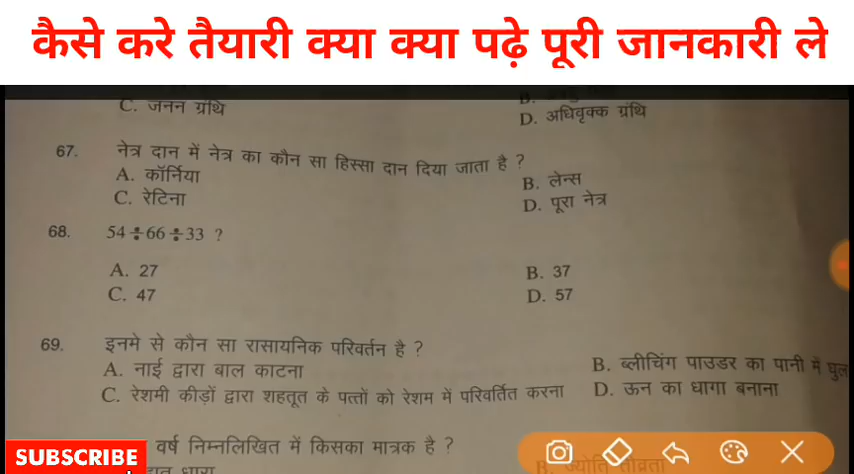 कैसे करे तैयारी क्या क्या पढ़े पूरी जानकारी ले
C. जनन ग्रंथि
D. अधिवृक्क ग्रंथि
67. नेत्र दान में नेत्र का कौन सा हिस्सा दान दिया जाता है ?
A. कॉर्निया B. लेन्स
C. रेटिना D. पूरा नेत्र
68. 54÷66÷33 ?
A. 27 B. 37
C. 47 D. 57
69. इनमे से कौन सा रासायनिक परिवर्तन है ?
A. नाई द्वारा बाल काटना B. ब्लीचिंग पाउडर का पानी में
C. रेशमी कीड़ों द्वारा शहतूत के पत्तों को रेशम में परिवर्तित करना D. ऊन का धागा बनाना
वर्ष निम्नलिखित में किसका मात्रक है ?
B. ज्योति तीव्रता
SUBSCRIBE